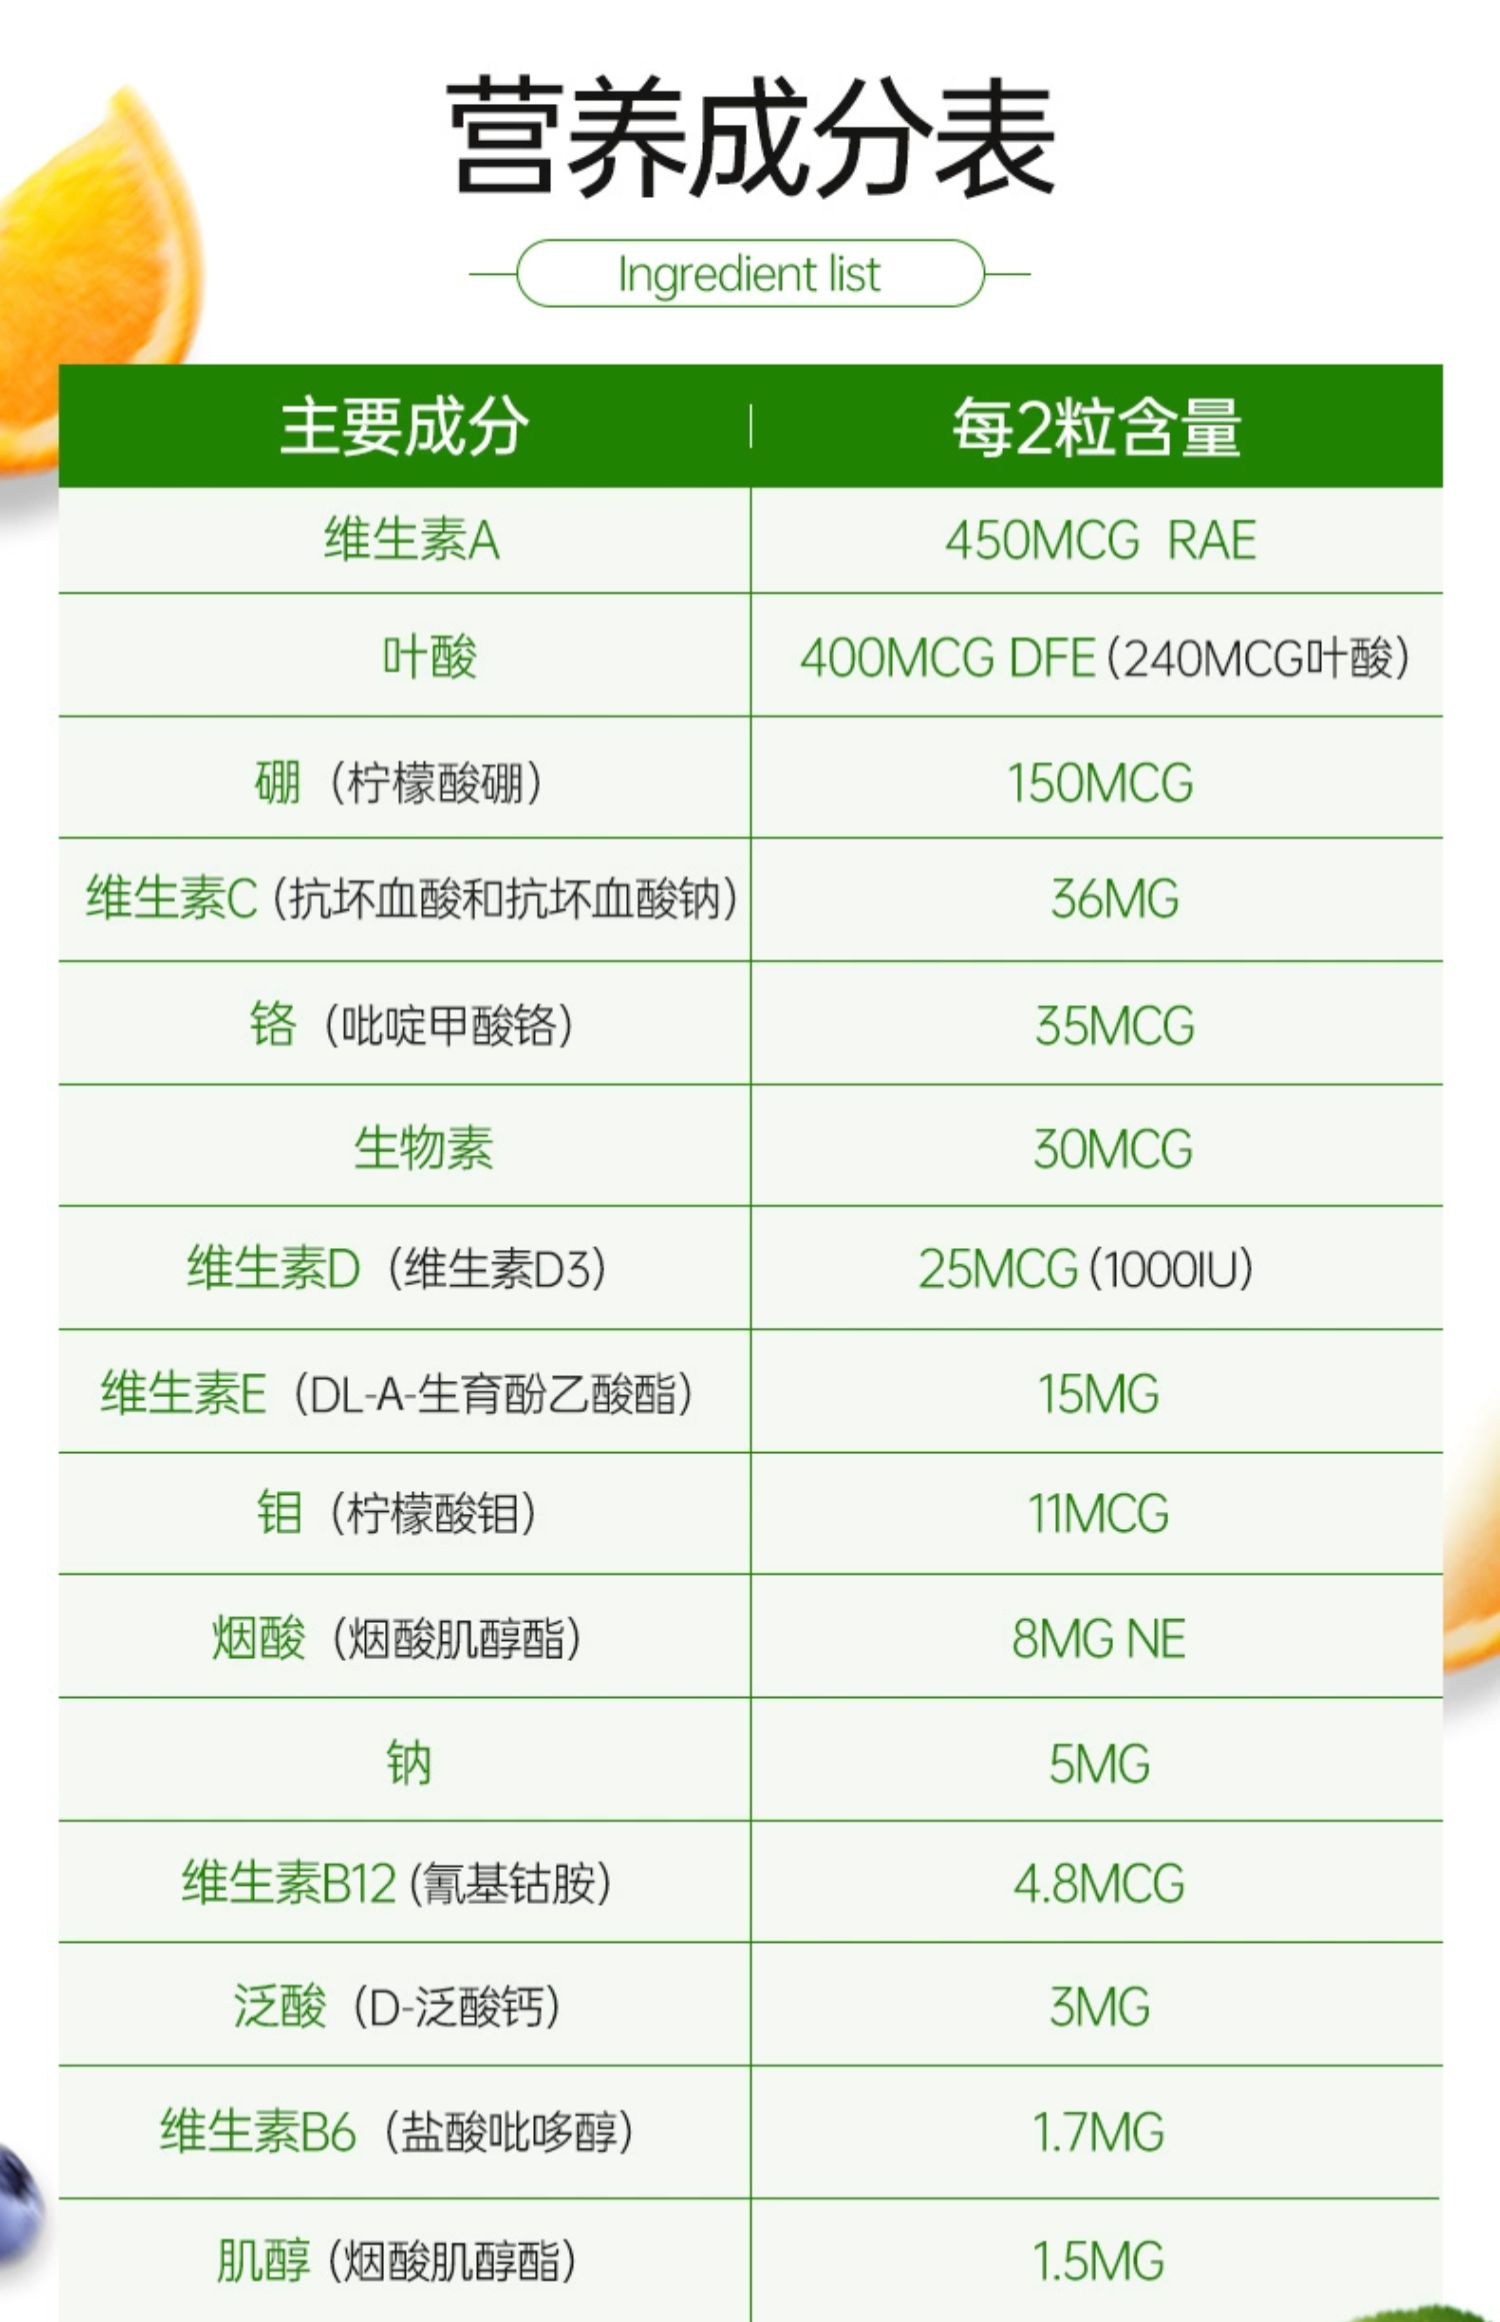 营养成分表
Ingredient list
主要成分 每2粒含量
维生素A 450MCG RAE
叶酸 400MCG DFE(240MCG叶酸)
硼（柠檬酸硼） 150MCG
维生素C(抗坏血酸和抗坏血酸钠) 36MG
铬（吡啶甲酸铬） 35MCG
生物素 30MCG
维生素D（维生素D3） 25MCG(1000IU)
维生素E（DL-A-生育酚乙酸酯） 15MG
钼（柠檬酸钼） 11MCG
烟酸（烟酸肌醇酯） 8MG NE
钠 5MG
维生素B12(氰基钴胺) 4.8MCG
泛酸（D-泛酸钙） 3MG
维生素B6（盐酸吡哆醇） 1.7MG
肌醇(烟酸肌醇酯) 1.5MG